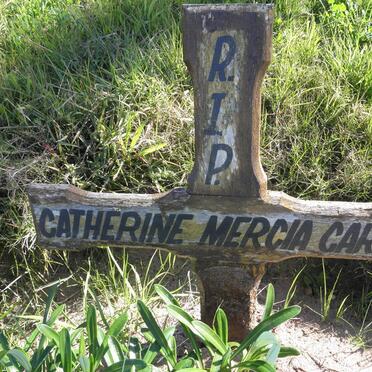 R.
I.
P.
CATHERINE MERCIA CAR